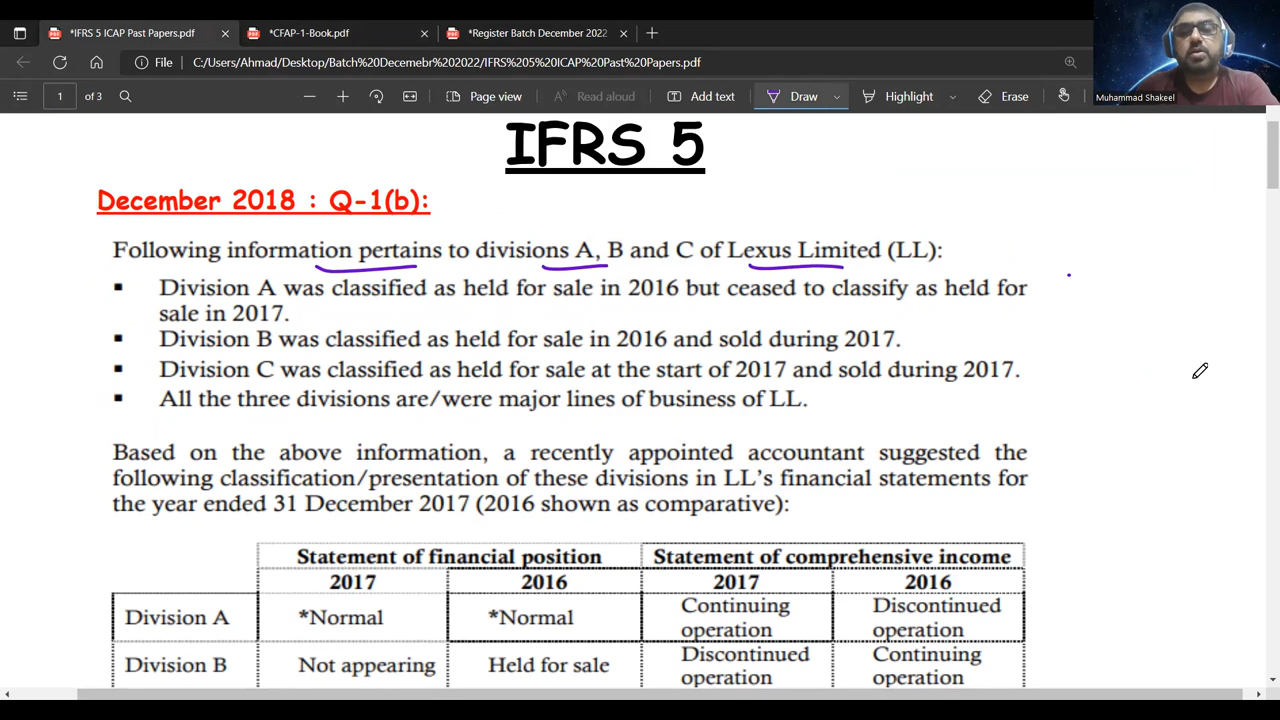 *IFRS 5 ICAP Past Papers.pdf
*CFAP-1-Book.pdf
*Register Batch December 2022
File
C:/Users/Ahmad/Desktop/Batch%20Decemebr%202022/IFRS%205%20ICAP%20Past%20Papers.pdf
1 of 3
Page view
Read aloud
Add text
Draw
Highlight
Erase
Muhammad Shakeel
IFRS 5
December 2018 : Q-1(b):
Following information pertains to divisions A, B and C of Lexus Limited (LL):
▪ Division A was classified as held for sale in 2016 but ceased to classify as held for
sale in 2017.
▪ Division B was classified as held for sale in 2016 and sold during 2017.
▪ Division C was classified as held for sale at the start of 2017 and sold during 2017.
▪ All the three divisions are/were major lines of business of LL.
Based on the above information, a recently appointed accountant suggested the
following classification/presentation of these divisions in LL's financial statements for
the year ended 31 December 2017 (2016 shown as comparative):
Statement of financial position Statement of comprehensive income
2017 2016 2017 2016
Division A *Normal *Normal Continuing operation Discontinued operation
Division B Not appearing Held for sale Discontinued operation Continuing operation